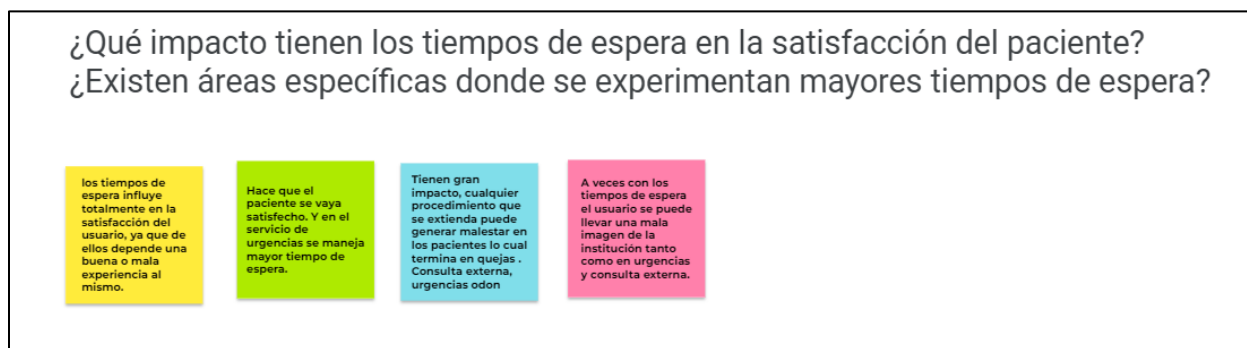 ¿Qué impacto tienen los tiempos de espera en la satisfacción del paciente?
¿Existen áreas específicas donde se experimentan mayores tiempos de espera?
los tiempos de
espera influye
totalmente en la
satisfacción del
usuario, ya que de
ellos depende una
buena o mala
experiencia al
mismo.
Hace que el
paciente se vaya
satisfecho. Y en el
servicio de
urgencias se maneja
mayor tiempo de
espera.
Tienen gran
impacto, cualquier
procedimiento que
se extienda puede
generar malestar en
los pacientes lo cual
termina en quejas .
Consulta externa,
urgencias odon
A veces con los
tiempos de espera
el usuario se puede
llevar una mala
imagen de la
institución tanto
como en urgencias
y consulta externa.